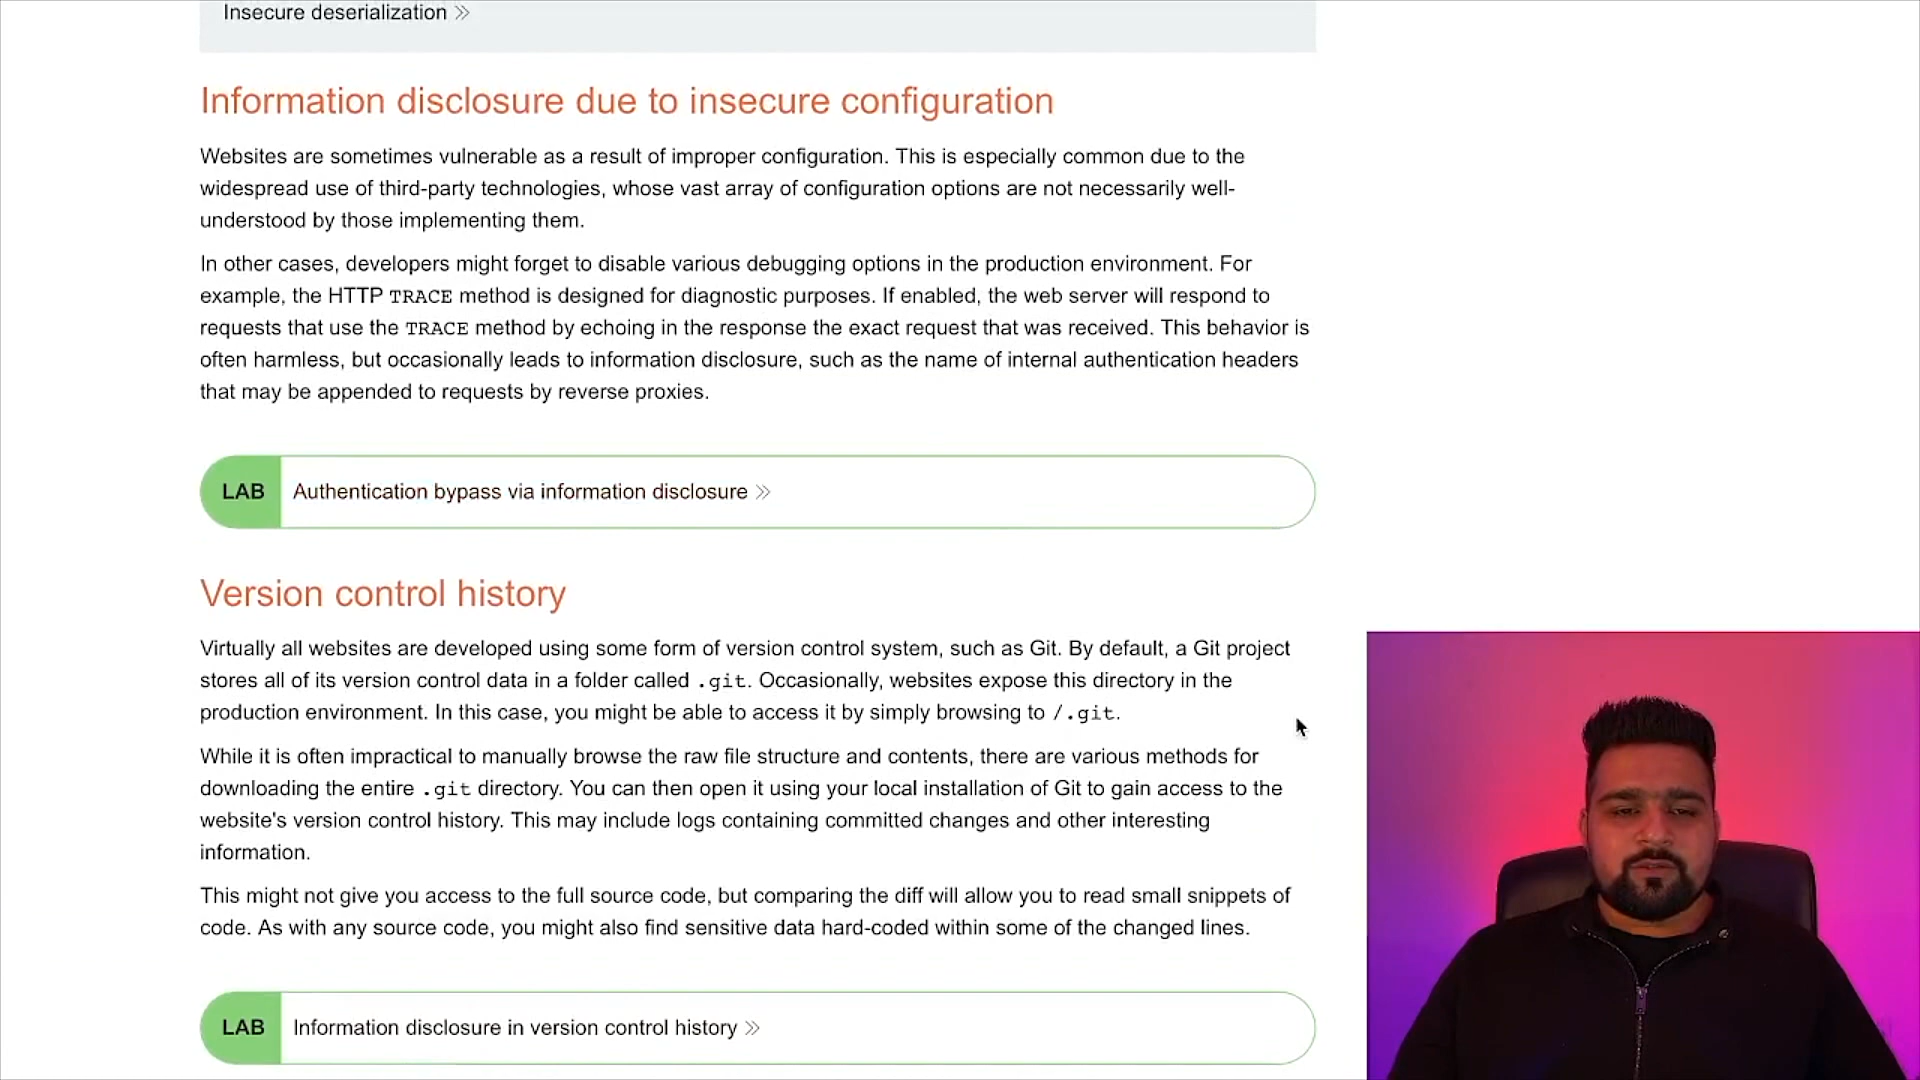 Insecure deserialization
Information disclosure due to insecure configuration
Websites are sometimes vulnerable as a result of improper configuration. This is especially common due to the
widespread use of third-party technologies, whose vast array of configuration options are not necessarily well-
understood by those implementing them.
In other cases, developers might forget to disable various debugging options in the production environment. For
example, the HTTP TRACE method is designed for diagnostic purposes. If enabled, the web server will respond to
requests that use the TRACE method by echoing in the response the exact request that was received. This behavior is
often harmless, but occasionally leads to information disclosure, such as the name of internal authentication headers
that may be appended to requests by reverse proxies.
LAB Authentication bypass via information disclosure
Version control history
Virtually all websites are developed using some form of version control system, such as Git. By default, a Git project
stores all of its version control data in a folder called .git. Occasionally, websites expose this directory in the
production environment. In this case, you might be able to access it by simply browsing to /.git.
While it is often impractical to manually browse the raw file structure and contents, there are various methods for
downloading the entire .git directory. You can then open it using your local installation of Git to gain access to the
website's version control history. This may include logs containing committed changes and other interesting
information.
This might not give you access to the full source code, but comparing the diff will allow you to read small snippets of
code. As with any source code, you might also find sensitive data hard-coded within some of the changed lines.
LAB Information disclosure in version control history